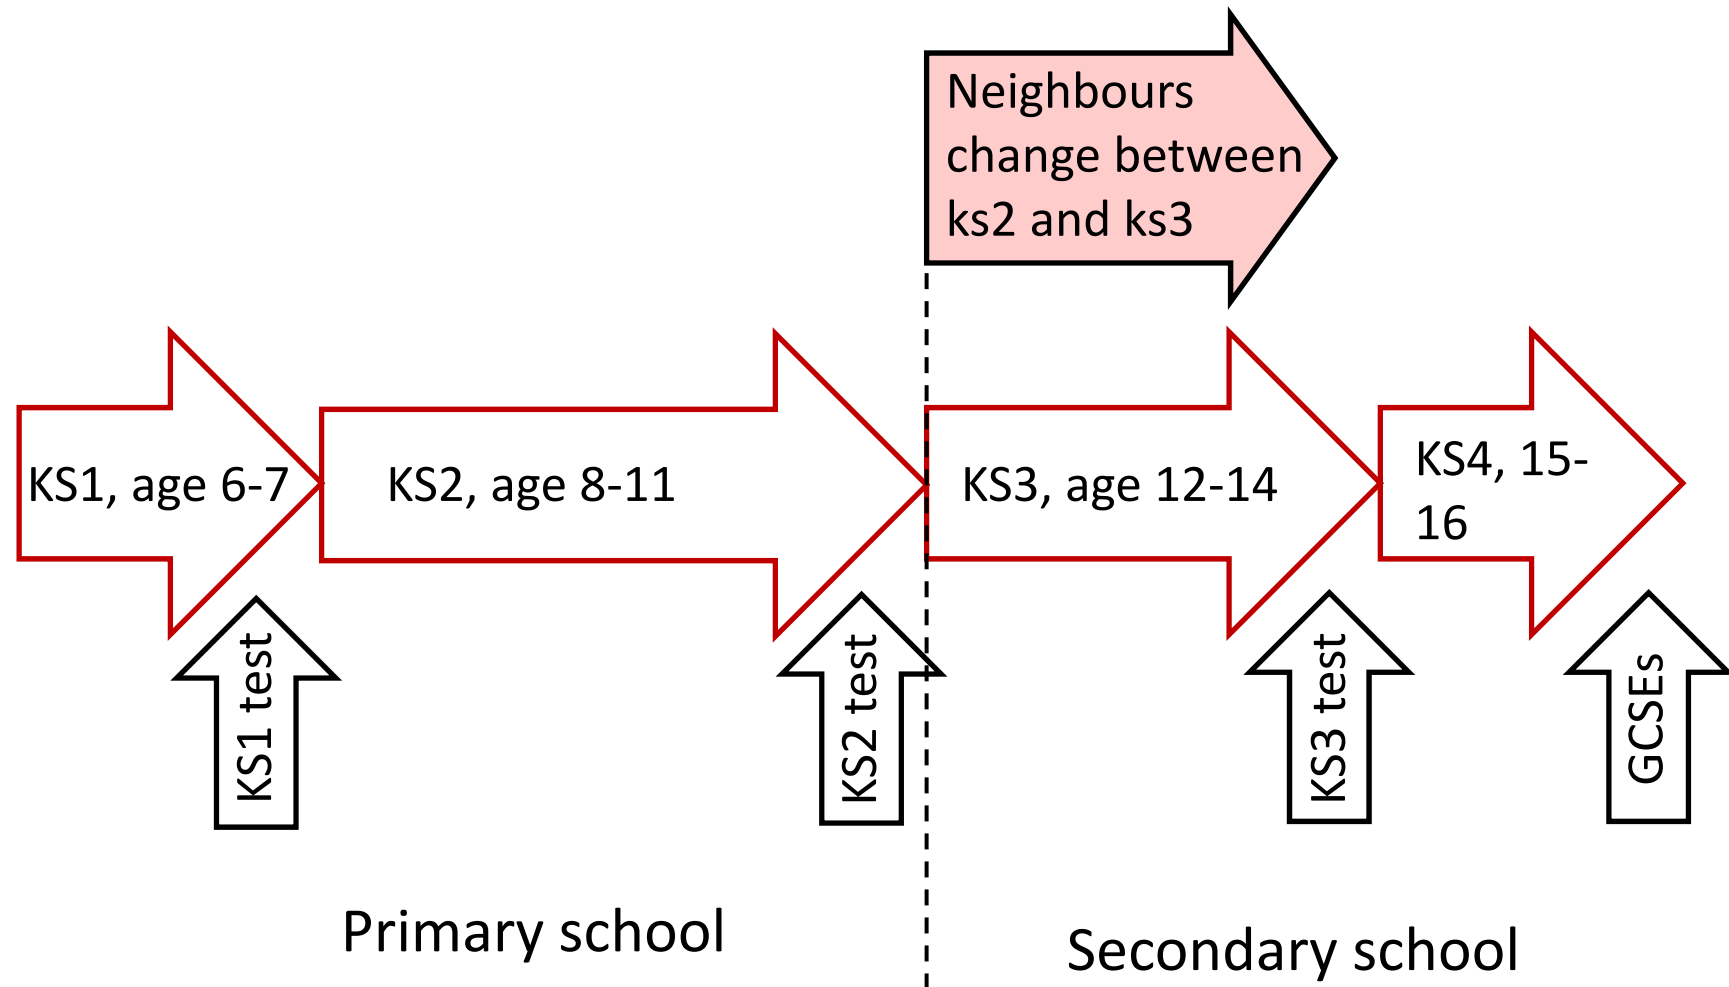 Neighbours
change between
ks2 and ks3
KS1, age 6-7
KS2, age 8-11
KS3, age 12-14
KS4, 15-
16
KS1 test
KS2 test
KS3 test
GCSEs
Primary school
Secondary school